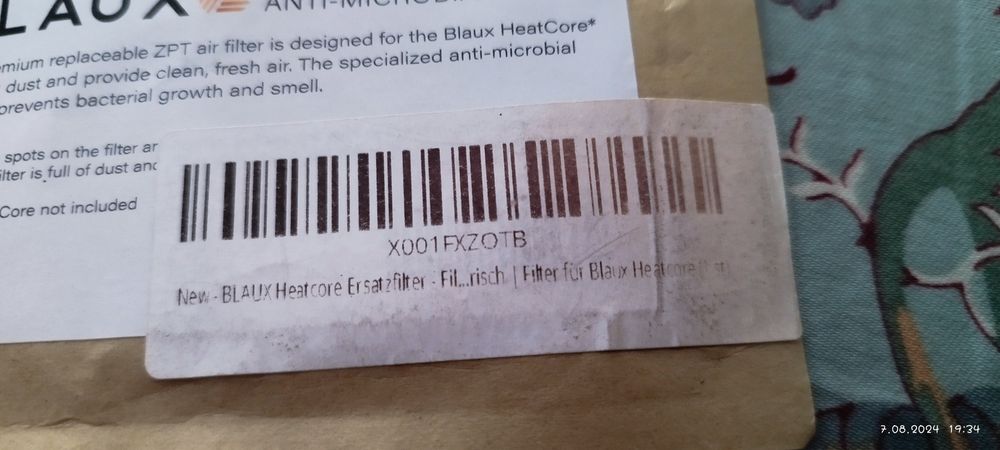 LAUX ANTI-MICROBI
mium replaceable ZPT air filter is designed for the Blaux HeatCore*
dust and provide clean, fresh air. The specialized anti-microbial
prevents bacterial growth and smell.
spots on the filter ar
ilter is full of dust and
Core not included
X001FXZOTB
New - BLAUX Heatcore Ersatzfilter - Fil...risch | Filter für Blaux Heatcore
7.08.2024 19:34